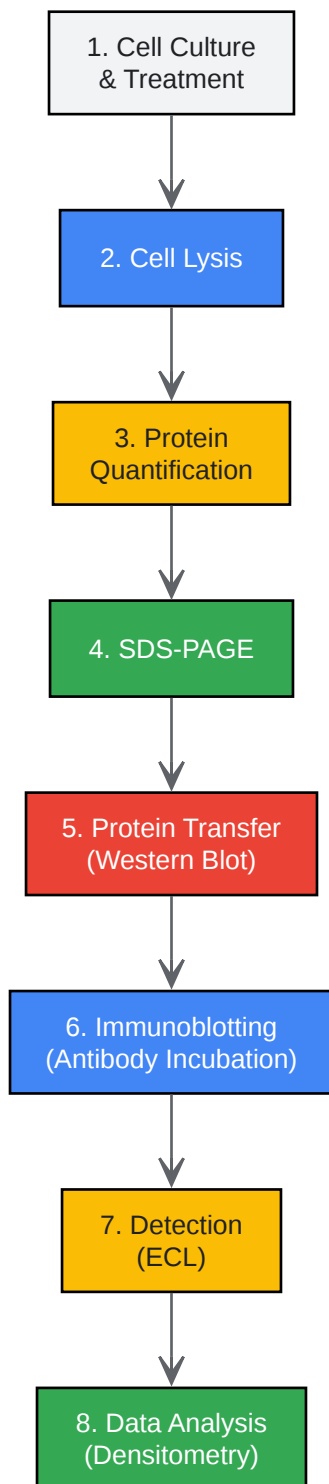 1. Cell Culture
& Treatment
2. Cell Lysis
3. Protein
Quantification
4. SDS-PAGE
5. Protein Transfer
(Western Blot)
6. Immunoblotting
(Antibody Incubation)
7. Detection
(ECL)
8. Data Analysis
(Densitometry)